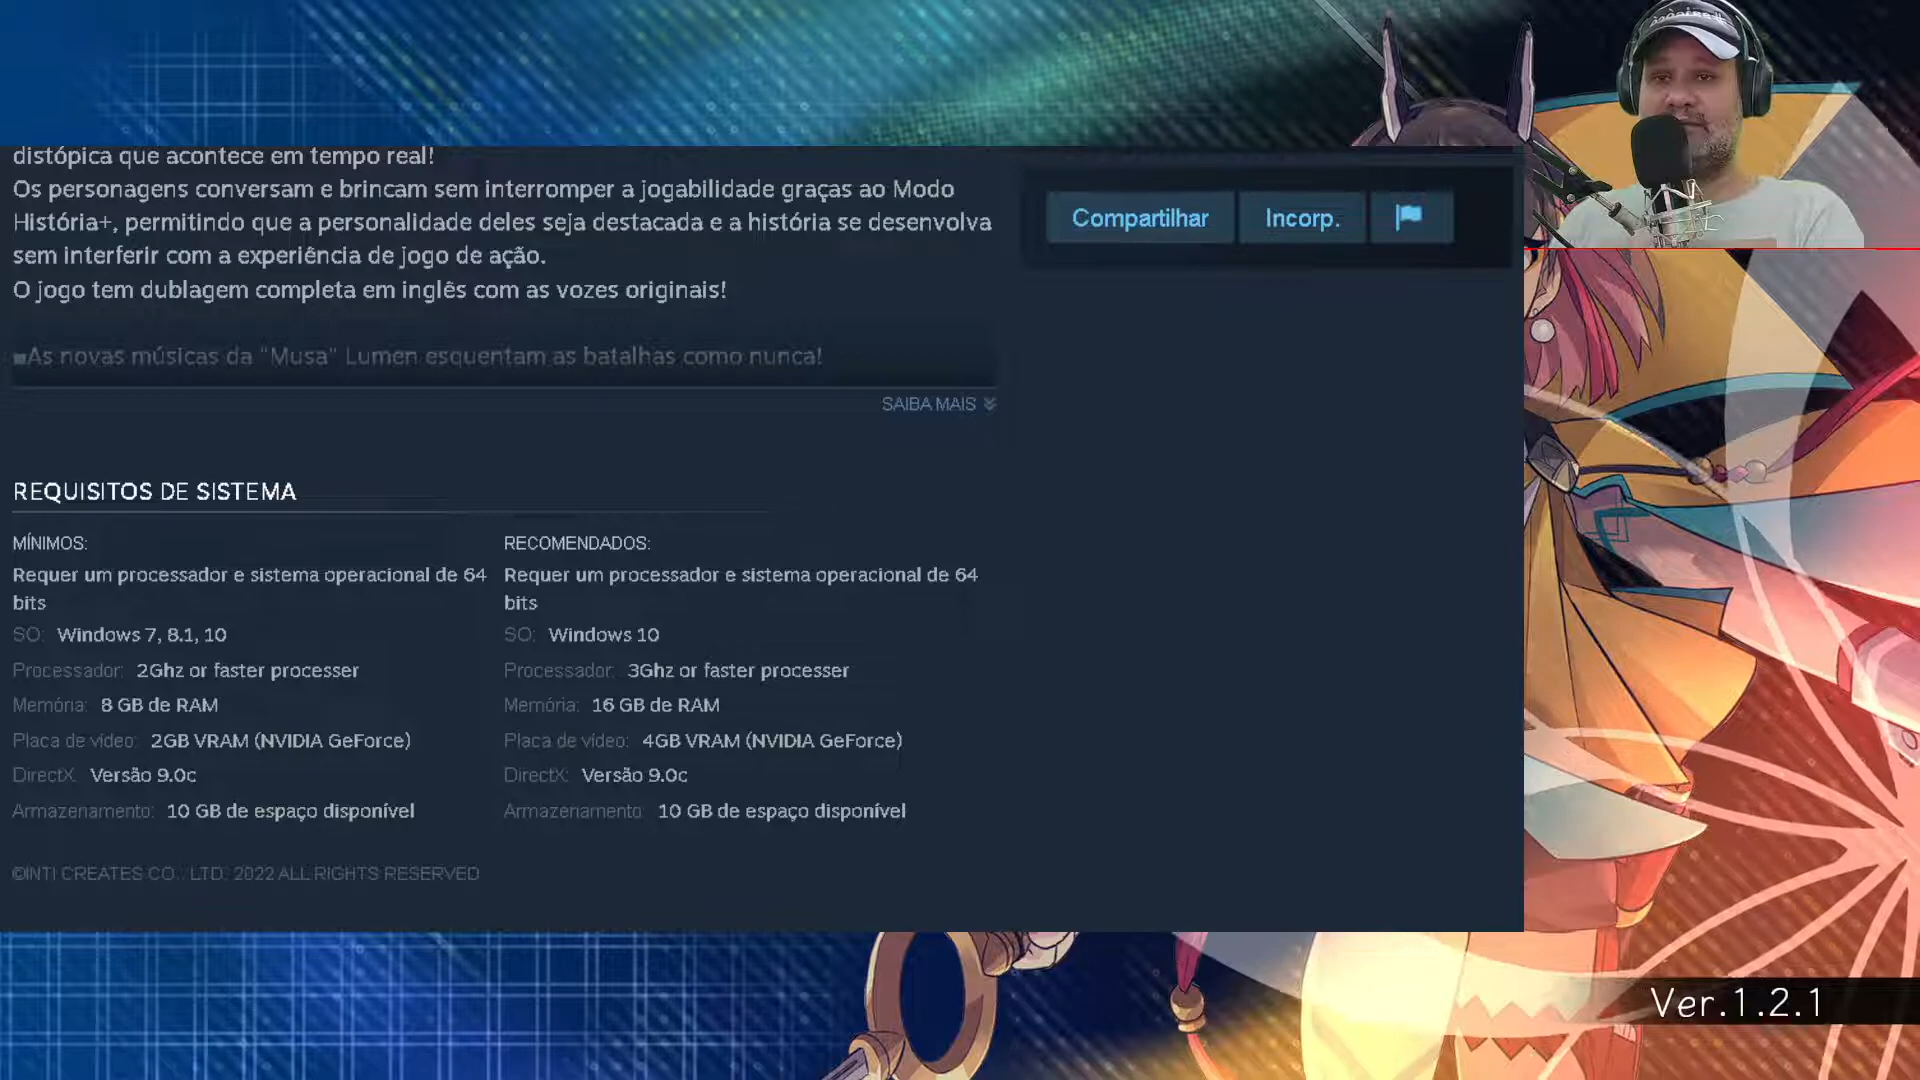 distópica que acontece em tempo real!
Os personagens conversam e brincam sem interromper a jogabilidade graças ao Modo
História+, permitindo que a personalidade deles seja destacada e a história se desenvolva
sem interferir com a experiência de jogo de ação.
O jogo tem dublagem completa em inglês com as vozes originais!
■As novas músicas da "Musa" Lumen esquentam as batalhas como nunca!
SAIBA MAIS
Compartilhar
Incorp.
REQUISITOS DE SISTEMA
MÍNIMOS:
Requer um processador e sistema operacional de 64
bits
SO: Windows 7, 8.1, 10
Processador: 2Ghz or faster processer
Memória: 8 GB de RAM
Placa de vídeo: 2GB VRAM (NVIDIA GeForce)
DirectX: Versão 9.0c
Armazenamento: 10 GB de espaço disponível
RECOMENDADOS:
Requer um processador e sistema operacional de 64
bits
SO: Windows 10
Processador: 3Ghz or faster processer
Memória: 16 GB de RAM
Placa de vídeo: 4GB VRAM (NVIDIA GeForce)
DirectX: Versão 9.0c
Armazenamento: 10 GB de espaço disponível
©INTI CREATES CO., LTD. 2022 ALL RIGHTS RESERVED
Ver.1.2.1